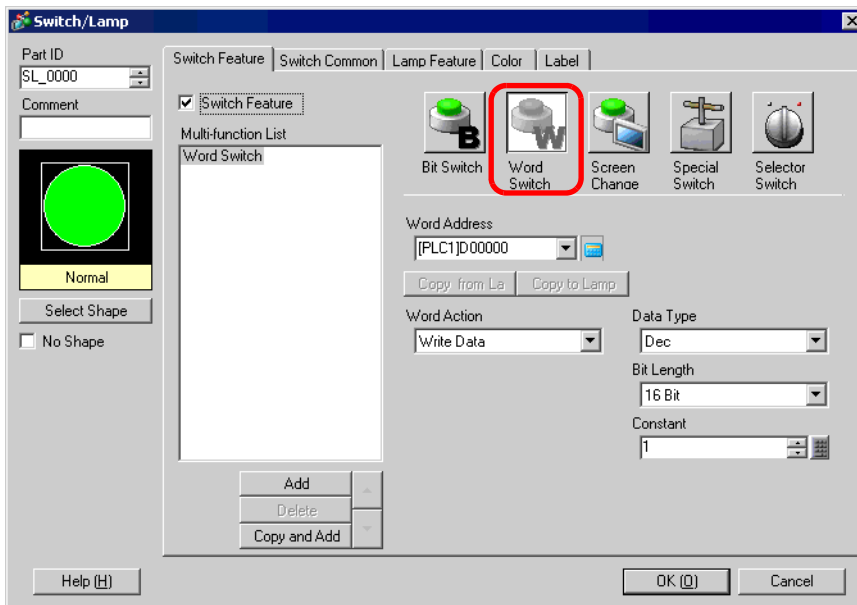 Switch/Lamp
Part ID
SL_0000
Comment
Normal
Select Shape
No Shape
Switch Feature
Switch Common
Lamp Feature
Color
Label
Switch Feature
Multi-function List
Word Switch
Add
Delete
Copy and Add
B
Bit Switch
W
Word
Switch
Screen
Change
Special
Switch
Selector
Switch
Word Address
[PLC1]D00000
Copy from La
Copy to Lamp
Word Action
Write Data
Data Type
Dec
Bit Length
16 Bit
Constant
1
Help (H)
OK (O)
Cancel